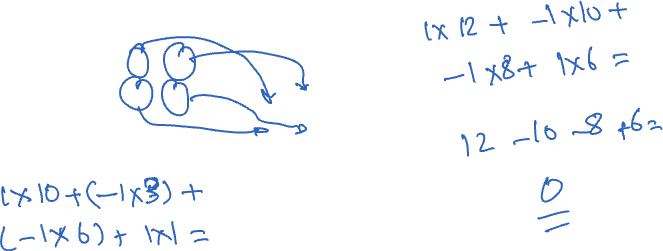 1x12 + -1x10 +
-1x8 + 1x6 =
12 -10 -8 +6 =
0
1x10 + (-1x3) +
(-1x6) + 1x1 =